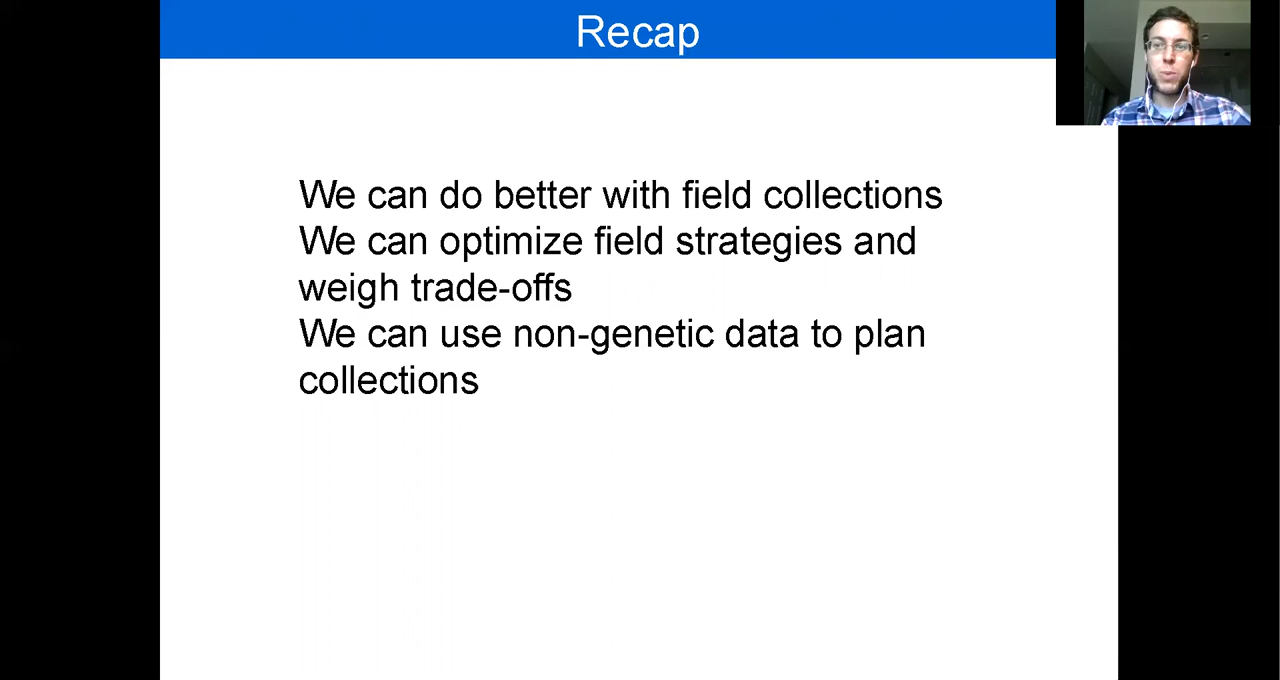 Recap
We can do better with field collections
We can optimize field strategies and
weigh trade-offs
We can use non-genetic data to plan
collections